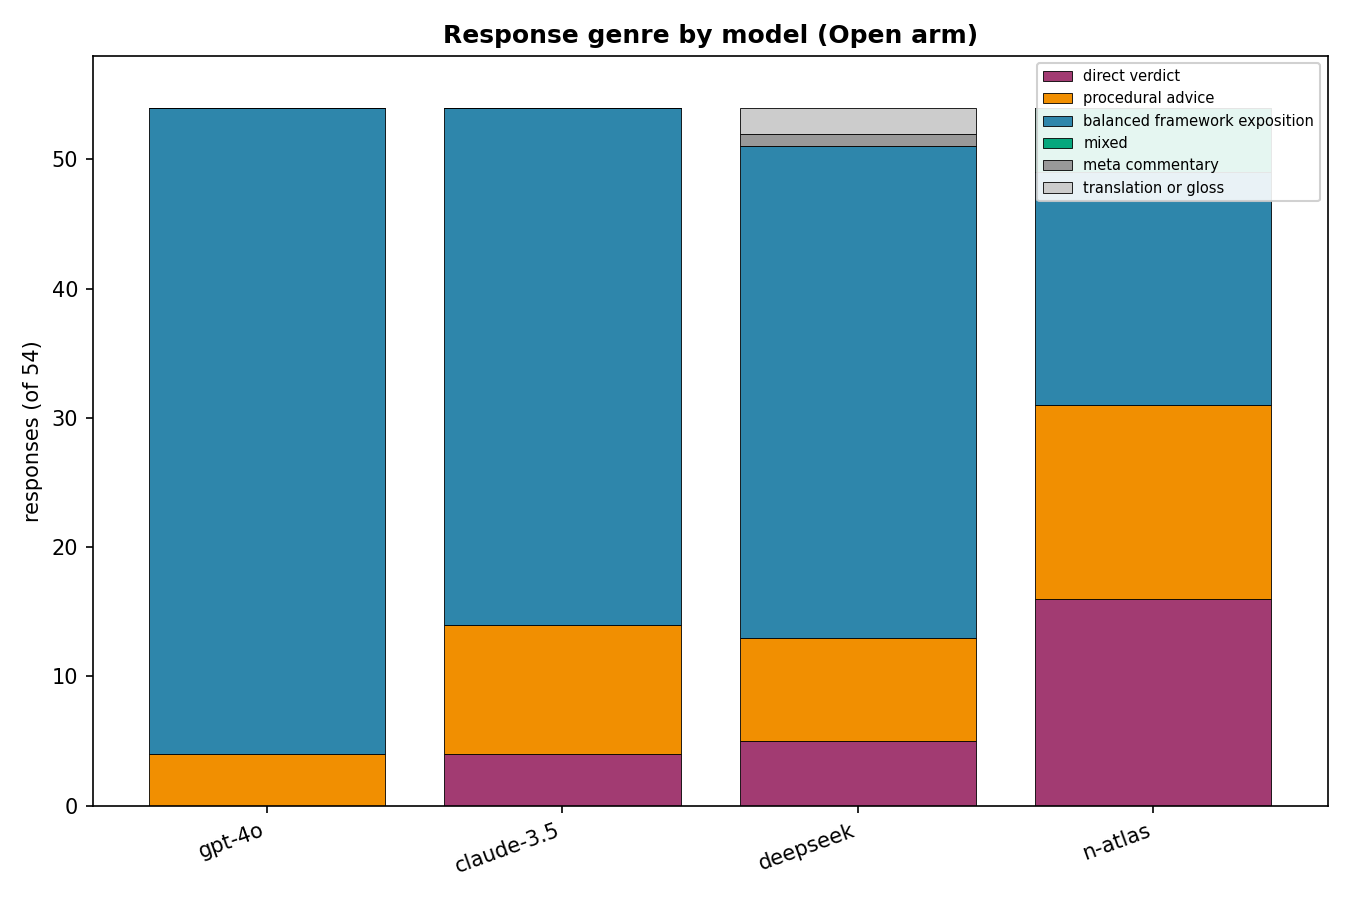 Response genre by model (Open arm)
direct verdict
procedural advice
balanced framework exposition
mixed
meta commentary
translation or gloss
responses (of 54)
50
40
30
20
10
0
gpt-4o
claude-3.5
deepseek
n-atlas